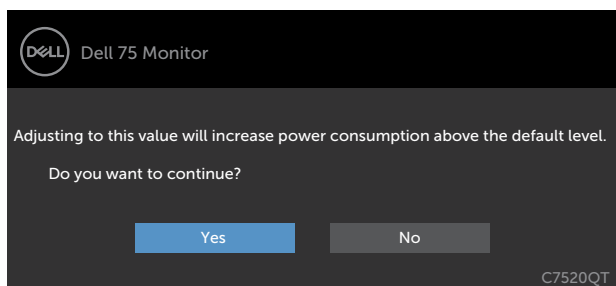 DELL Dell 75 Monitor
Adjusting to this value will increase power consumption above the default level.
Do you want to continue?
Yes No
C7520QT